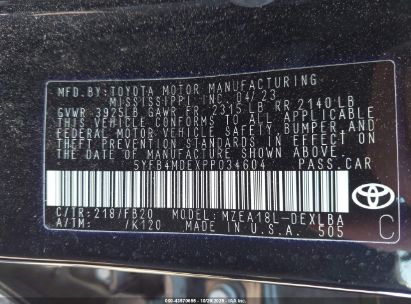 MFD.BY:TOYOTA MOTOR MANUFACTURING
MISSISSIPPI INC. 04/23
GVWR 3925LB GAWR FR 2315LB RR 2140LB
THIS VEHICLE CONFORMS TO ALL APPLICABLE
FEDERAL MOTOR VEHICLE SAFETY AND
THEFT PREVENTION STANDARDS IN EFFECT
ON THE DATE OF MANUFACTURE SHOWN ABOVE.
5YFB4MDEXPP034604 PASS.CAR
C/TR:218/FB20 MODEL:MZEA18L-DEXLBA
A/TM: /K120 MADE IN U.S.A. 505
TOYOTA
C